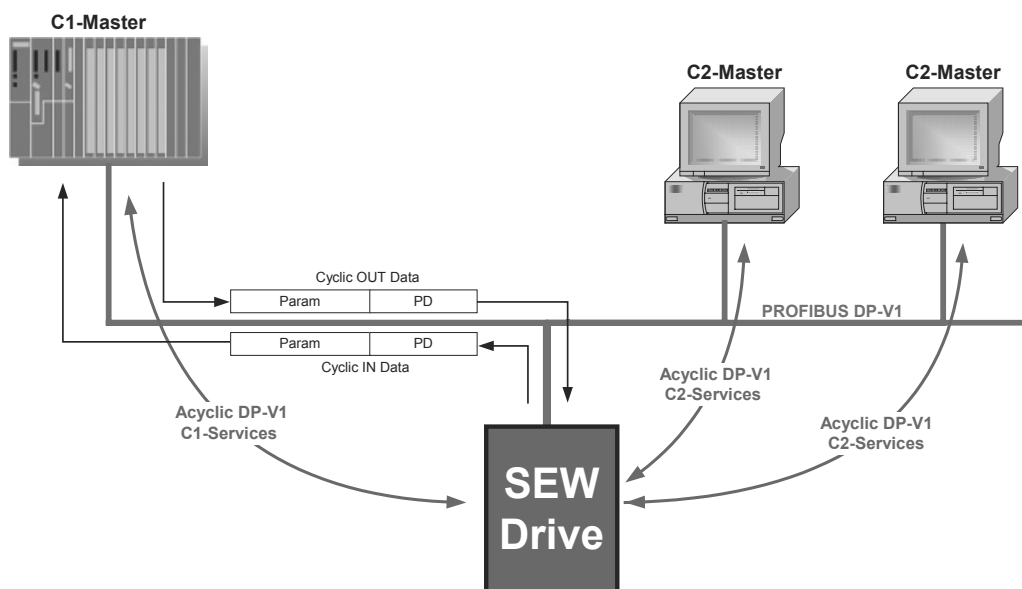 C1-Master
C2-Master
C2-Master
Cyclic OUT Data
Param PD
PROFIBUS DP-V1
Param PD
Cyclic IN Data
Acyclic DP-V1
C1-Services
Acyclic DP-V1
C2-Services
Acyclic DP-V1
C2-Services
SEW
Drive